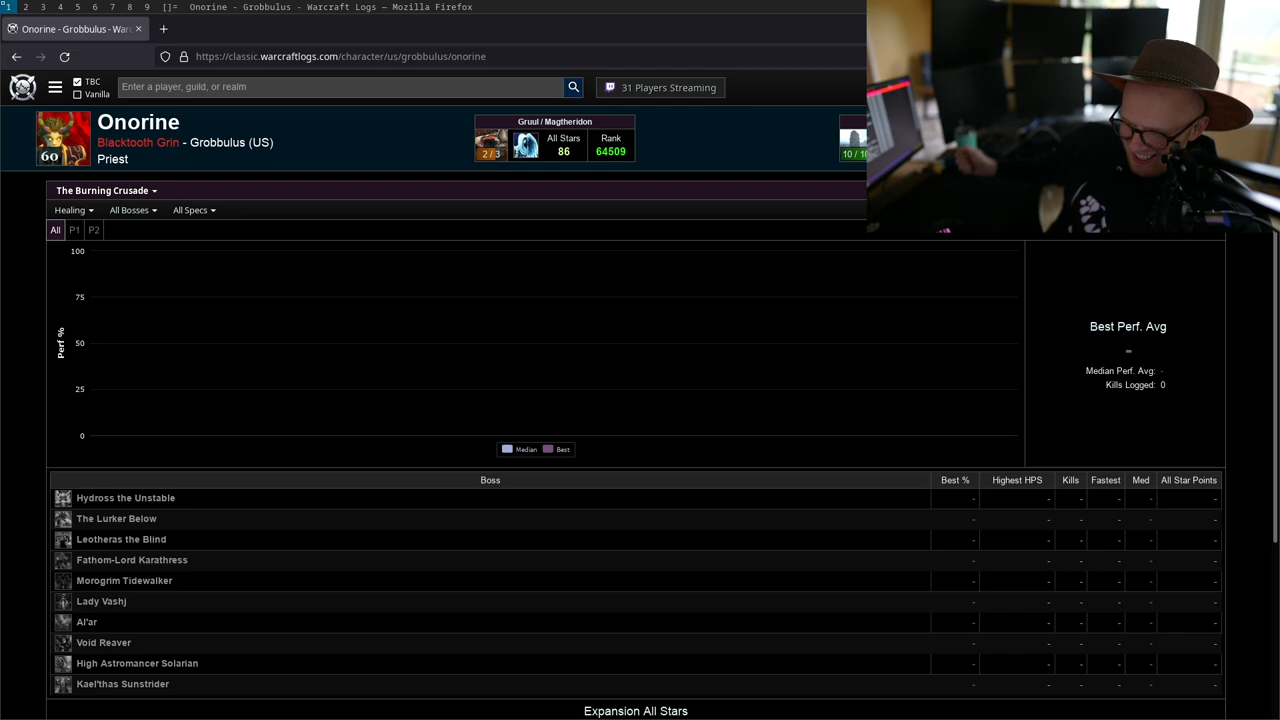 1 2 3 4 5 6 7 8 9 []= Onorine - Grobbulus - Warcraft Logs — Mozilla Firefox
Onorine - Grobbulus - War
https://classic.warcraftlogs.com/character/us/grobbulus/onorine
TBC
Vanilla
Enter a player, guild, or realm
31 Players Streaming
Onorine
Blacktooth Grin - Grobbulus (US)
Priest
60
Gruul / Magtheridon
2 / 3
All Stars
86
Rank
64509
10 / 10
The Burning Crusade
Healing All Bosses All Specs
All P1 P2
100
75
50
25
0
Perf %
Median Best
Best Perf. Avg
-
Median Perf. Avg: -
Kills Logged: 0
Boss Best % Highest HPS Kills Fastest Med All Star Points
Hydross the Unstable - - - - - -
The Lurker Below - - - - - -
Leotheras the Blind - - - - - -
Fathom-Lord Karathress - - - - - -
Morogrim Tidewalker - - - - - -
Lady Vashj - - - - - -
Al'ar - - - - - -
Void Reaver - - - - - -
High Astromancer Solarian - - - - - -
Kael'thas Sunstrider - - - - - -
Expansion All Stars